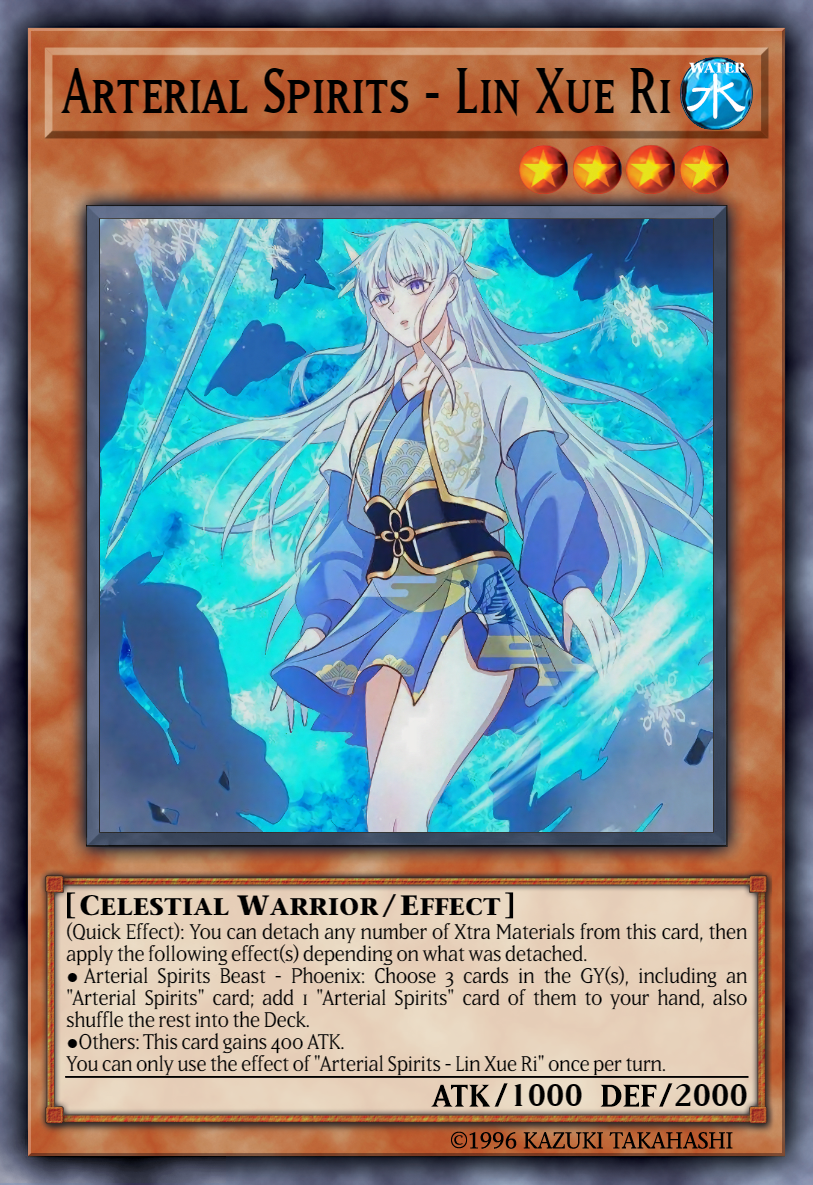 Arterial Spirits - Lin Xue Ri
WATER
水
[Celestial Warrior/Effect]
(Quick Effect): You can detach any number of Xtra Materials from this card, then
apply the following effect(s) depending on what was detached.
● Arterial Spirits Beast - Phoenix: Choose 3 cards in the GY(s), including an
"Arterial Spirits" card; add 1 "Arterial Spirits" card of them to your hand, also
shuffle the rest into the Deck.
●Others: This card gains 400 ATK.
You can only use the effect of "Arterial Spirits - Lin Xue Ri" once per turn.
ATK/1000 DEF/2000
©1996 KAZUKI TAKAHASHI